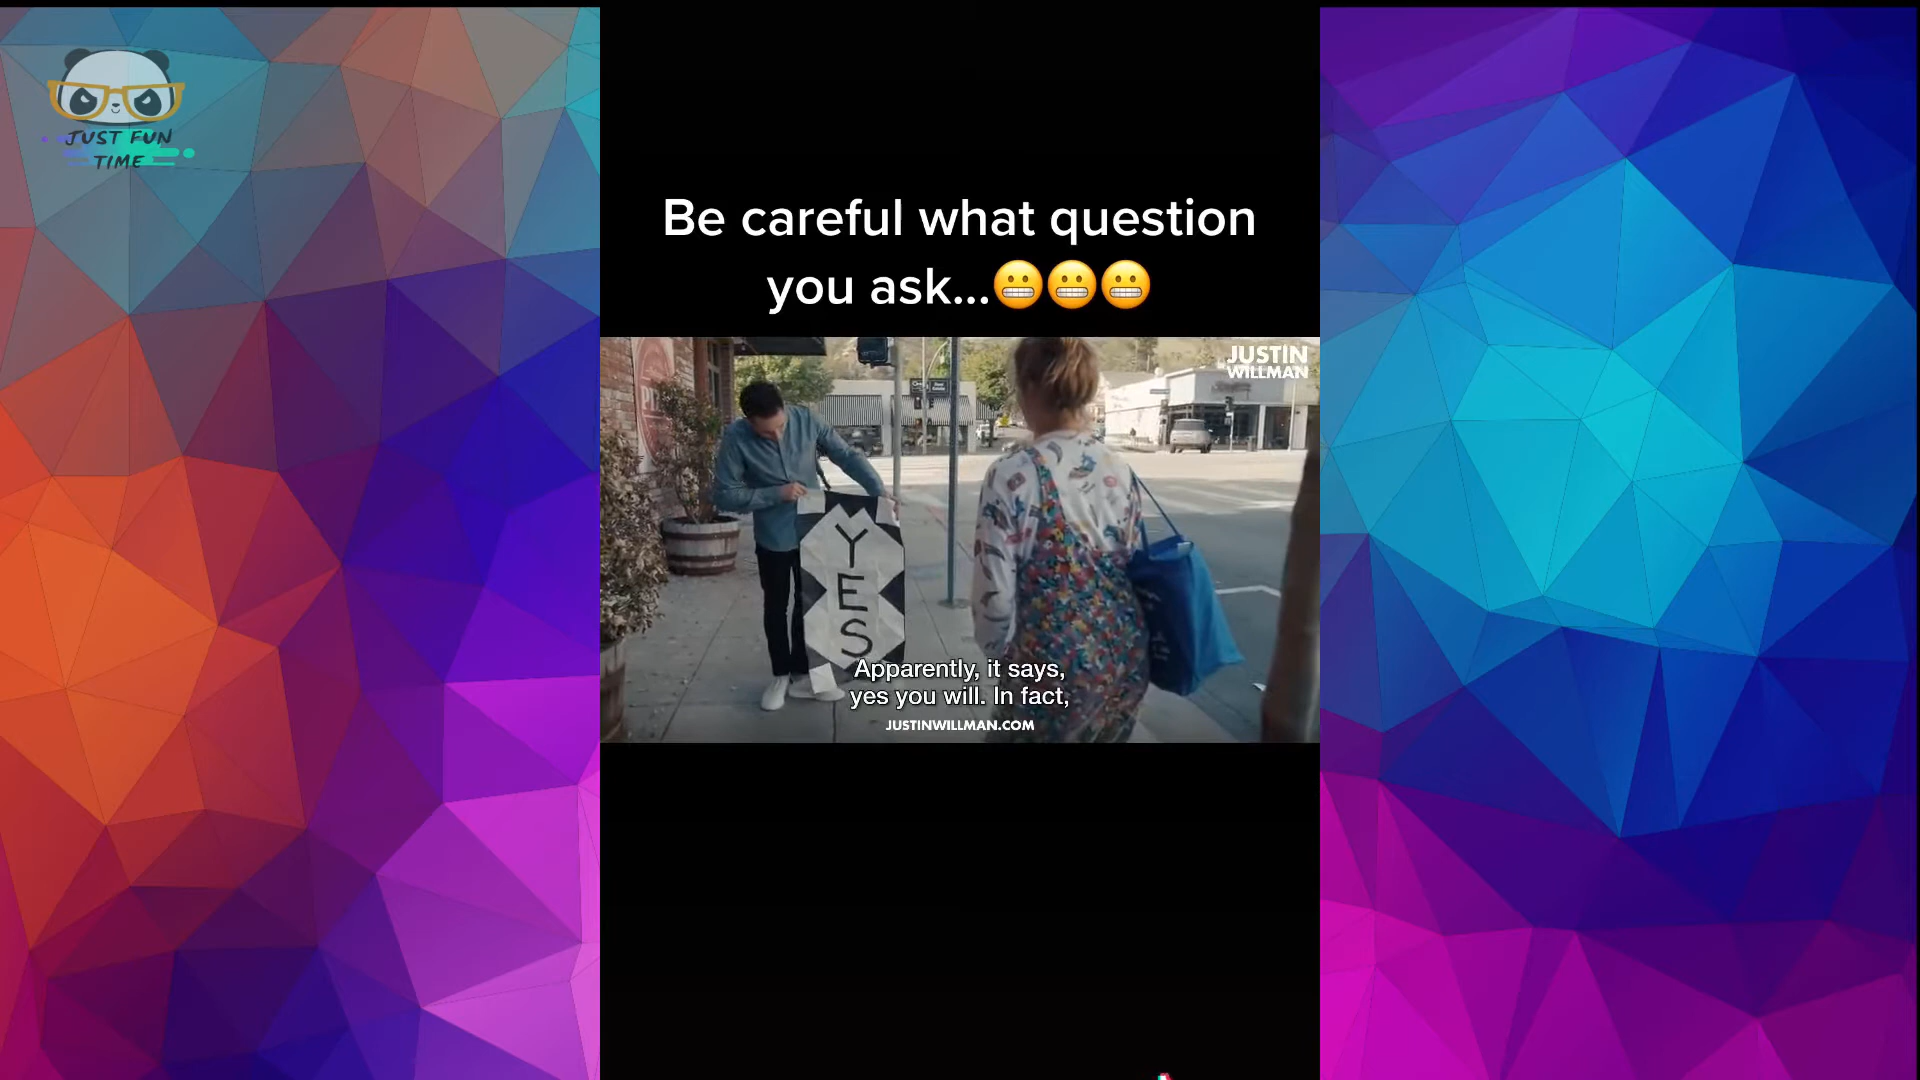 JUST FUN
TIME
Be careful what question
you ask...😬😬😬
JUSTIN
WILLMAN
Y
E
S
Apparently, it says,
yes you will. In fact,
JUSTINWILLMAN.COM